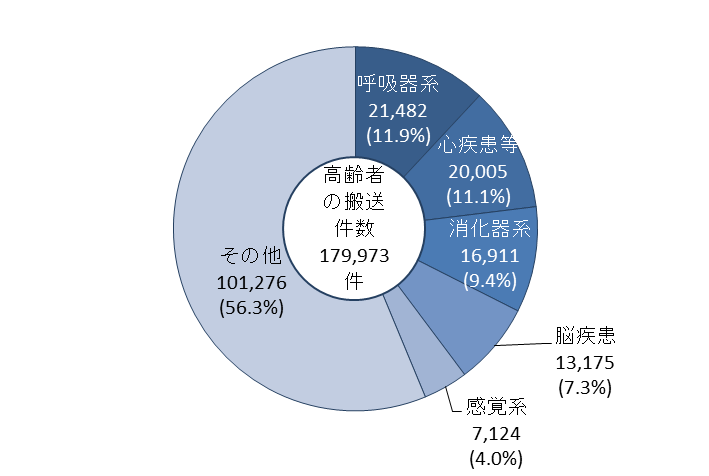 呼吸器系
21,482
(11.9%)
心疾患等
20,005
(11.1%)
消化器系
16,911
(9.4%)
脳疾患
13,175
(7.3%)
感覚系
7,124
(4.0%)
その他
101,276
(56.3%)
高齢者
の搬送
件数
179,973
件